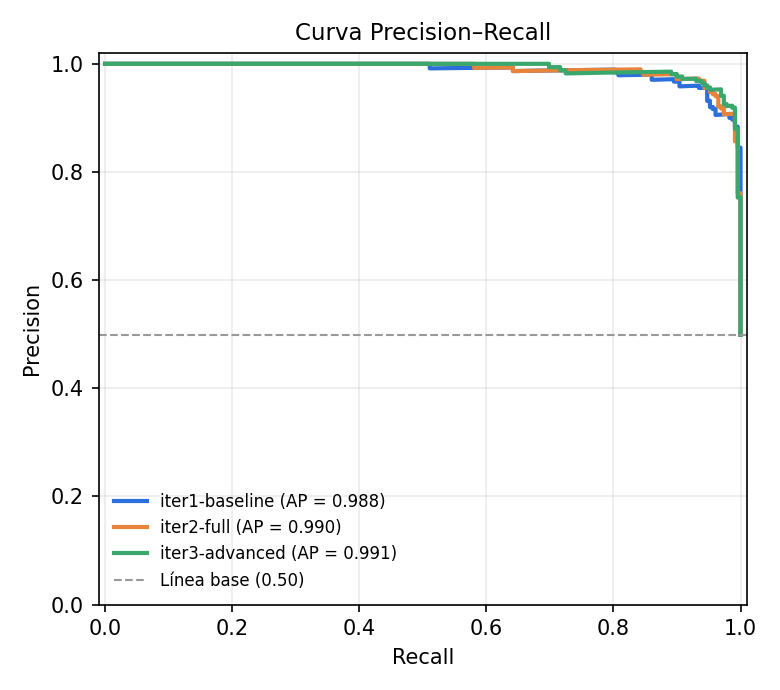 Curva Precision–Recall
1.0
0.8
0.6
0.4
0.2
0.0
Precision
iter1-baseline (AP = 0.988)
iter2-full (AP = 0.990)
iter3-advanced (AP = 0.991)
Línea base (0.50)
0.0 0.2 0.4 0.6 0.8 1.0
Recall